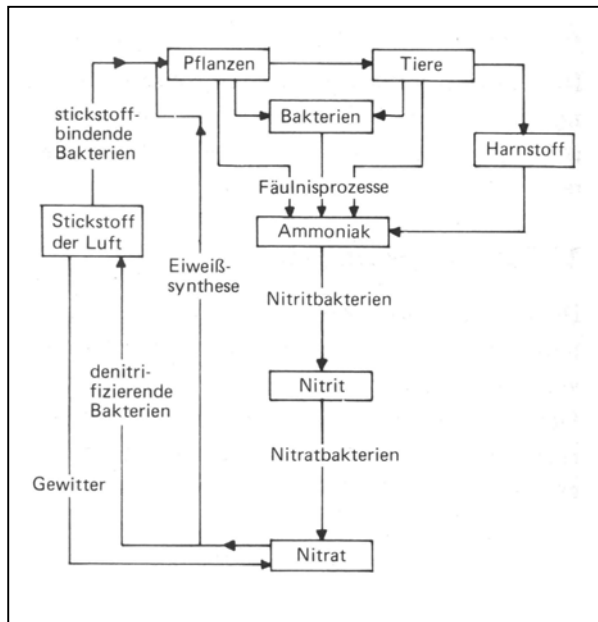 Pflanzen
Tiere
stickstoff-
bindende
Bakterien
Bakterien
Harnstoff
Fäulnisprozesse
Stickstoff
der Luft
Ammoniak
Eiweiß-
synthese
Nitritbakterien
denitri-
fizierende
Bakterien
Nitrit
Nitratbakterien
Gewitter
Nitrat